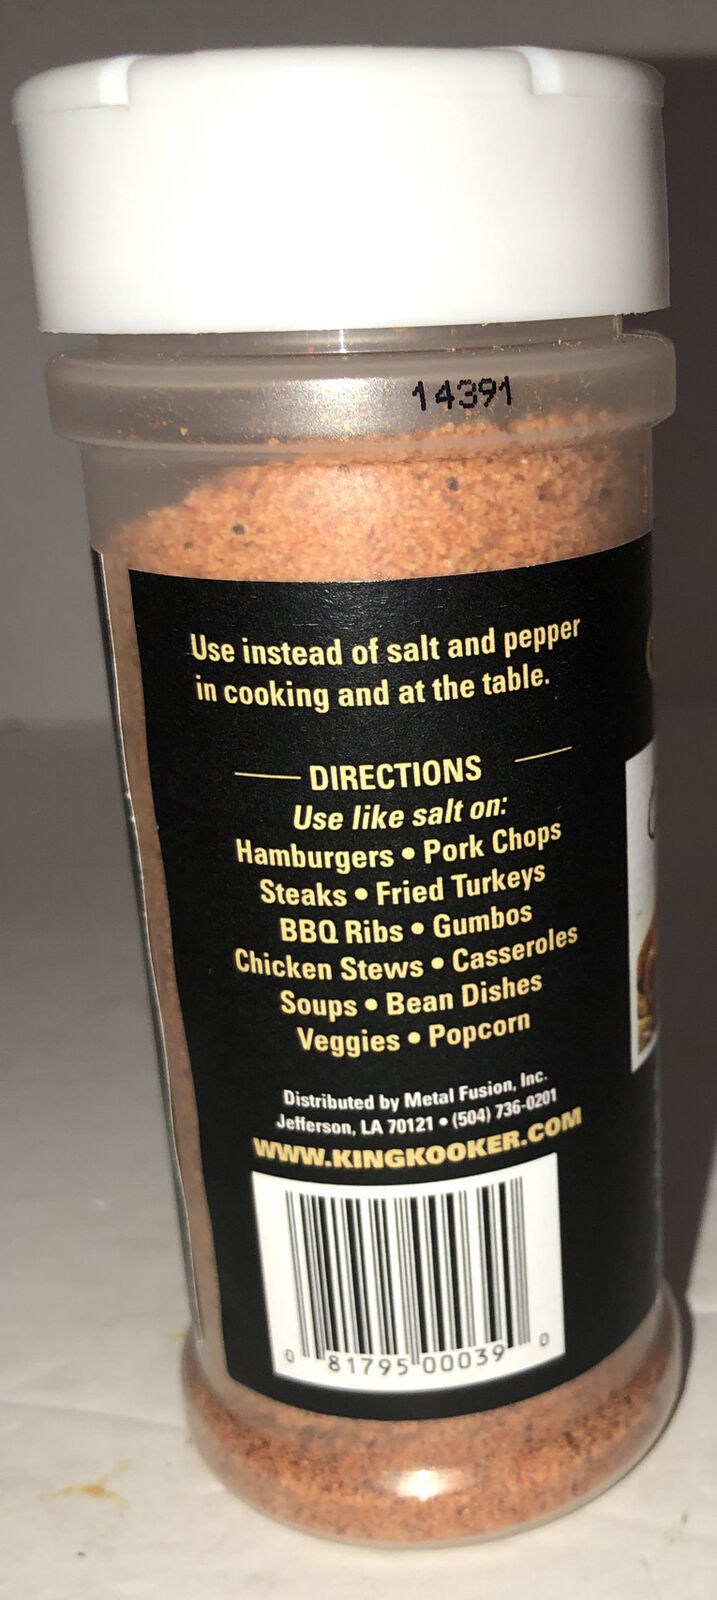 14391
Use instead of salt and pepper
in cooking and at the table.
DIRECTIONS
Use like salt on:
Hamburgers • Pork Chops
Steaks • Fried Turkeys
BBQ Ribs • Gumbos
Chicken Stews • Casseroles
Soups • Bean Dishes
Veggies • Popcorn
Distributed by Metal Fusion, Inc.
Jefferson, LA 70121 • (504) 736-0201
WWW.KINGKOOKER.COM
0 81795 00039 0